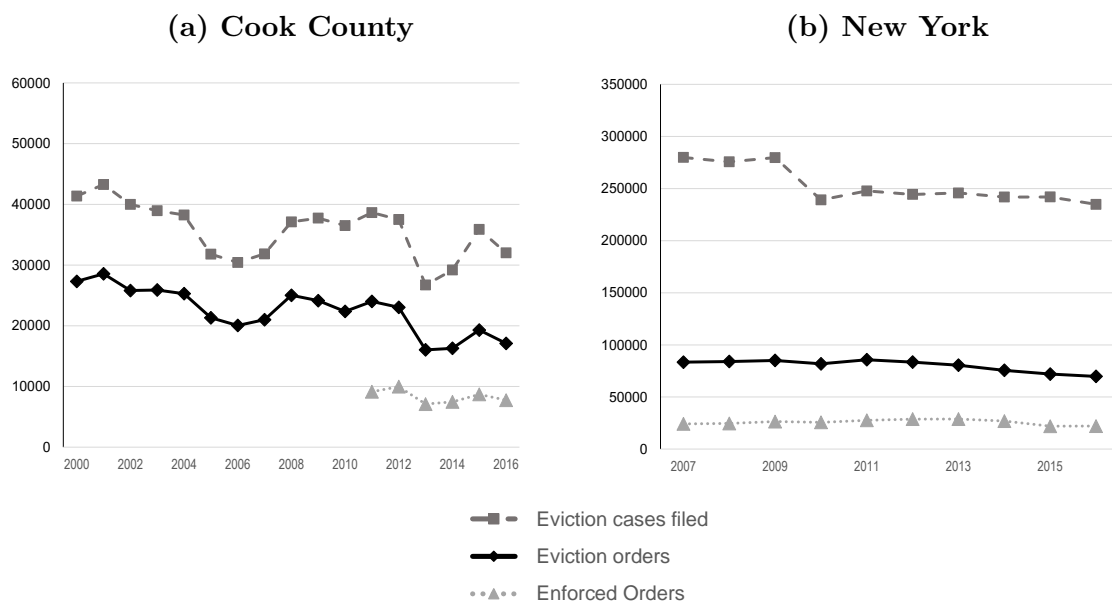 (a) Cook County
60000
50000
40000
30000
20000
10000
0
2000 2002 2004 2006 2008 2010 2012 2014 2016
(b) New York
350000
300000
250000
200000
150000
100000
50000
0
2007 2009 2011 2013 2015
Eviction cases filed
Eviction orders
Enforced Orders